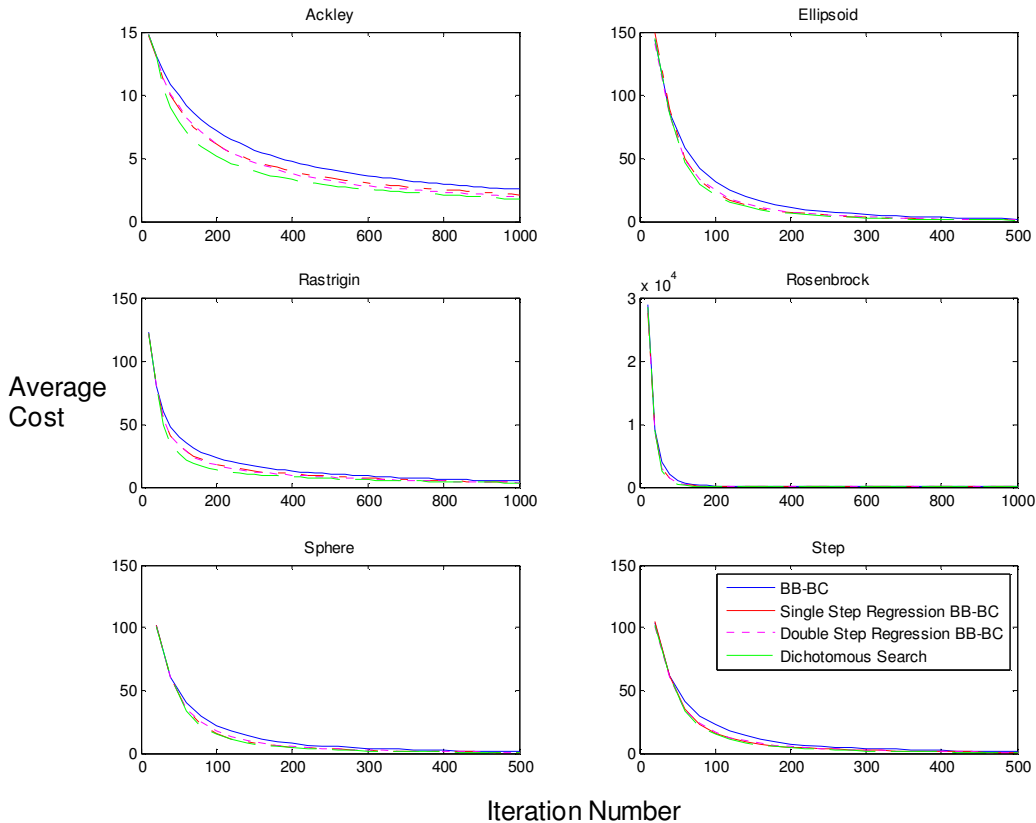 Ackley
15
10
5
0
0 200 400 600 800 1000
Ellipsoid
150
100
50
0
0 100 200 300 400 500
Rastrigin
150
100
50
0
0 200 400 600 800 1000
Rosenbrock
x 10^4
3
2
1
0
0 200 400 600 800 1000
Average
Cost
Sphere
150
100
50
0
0 100 200 300 400 500
Step
150
100
50
0
0 100 200 300 400 500
BB-BC
Single Step Regression BB-BC
Double Step Regression BB-BC
Dichotomous Search
Iteration Number